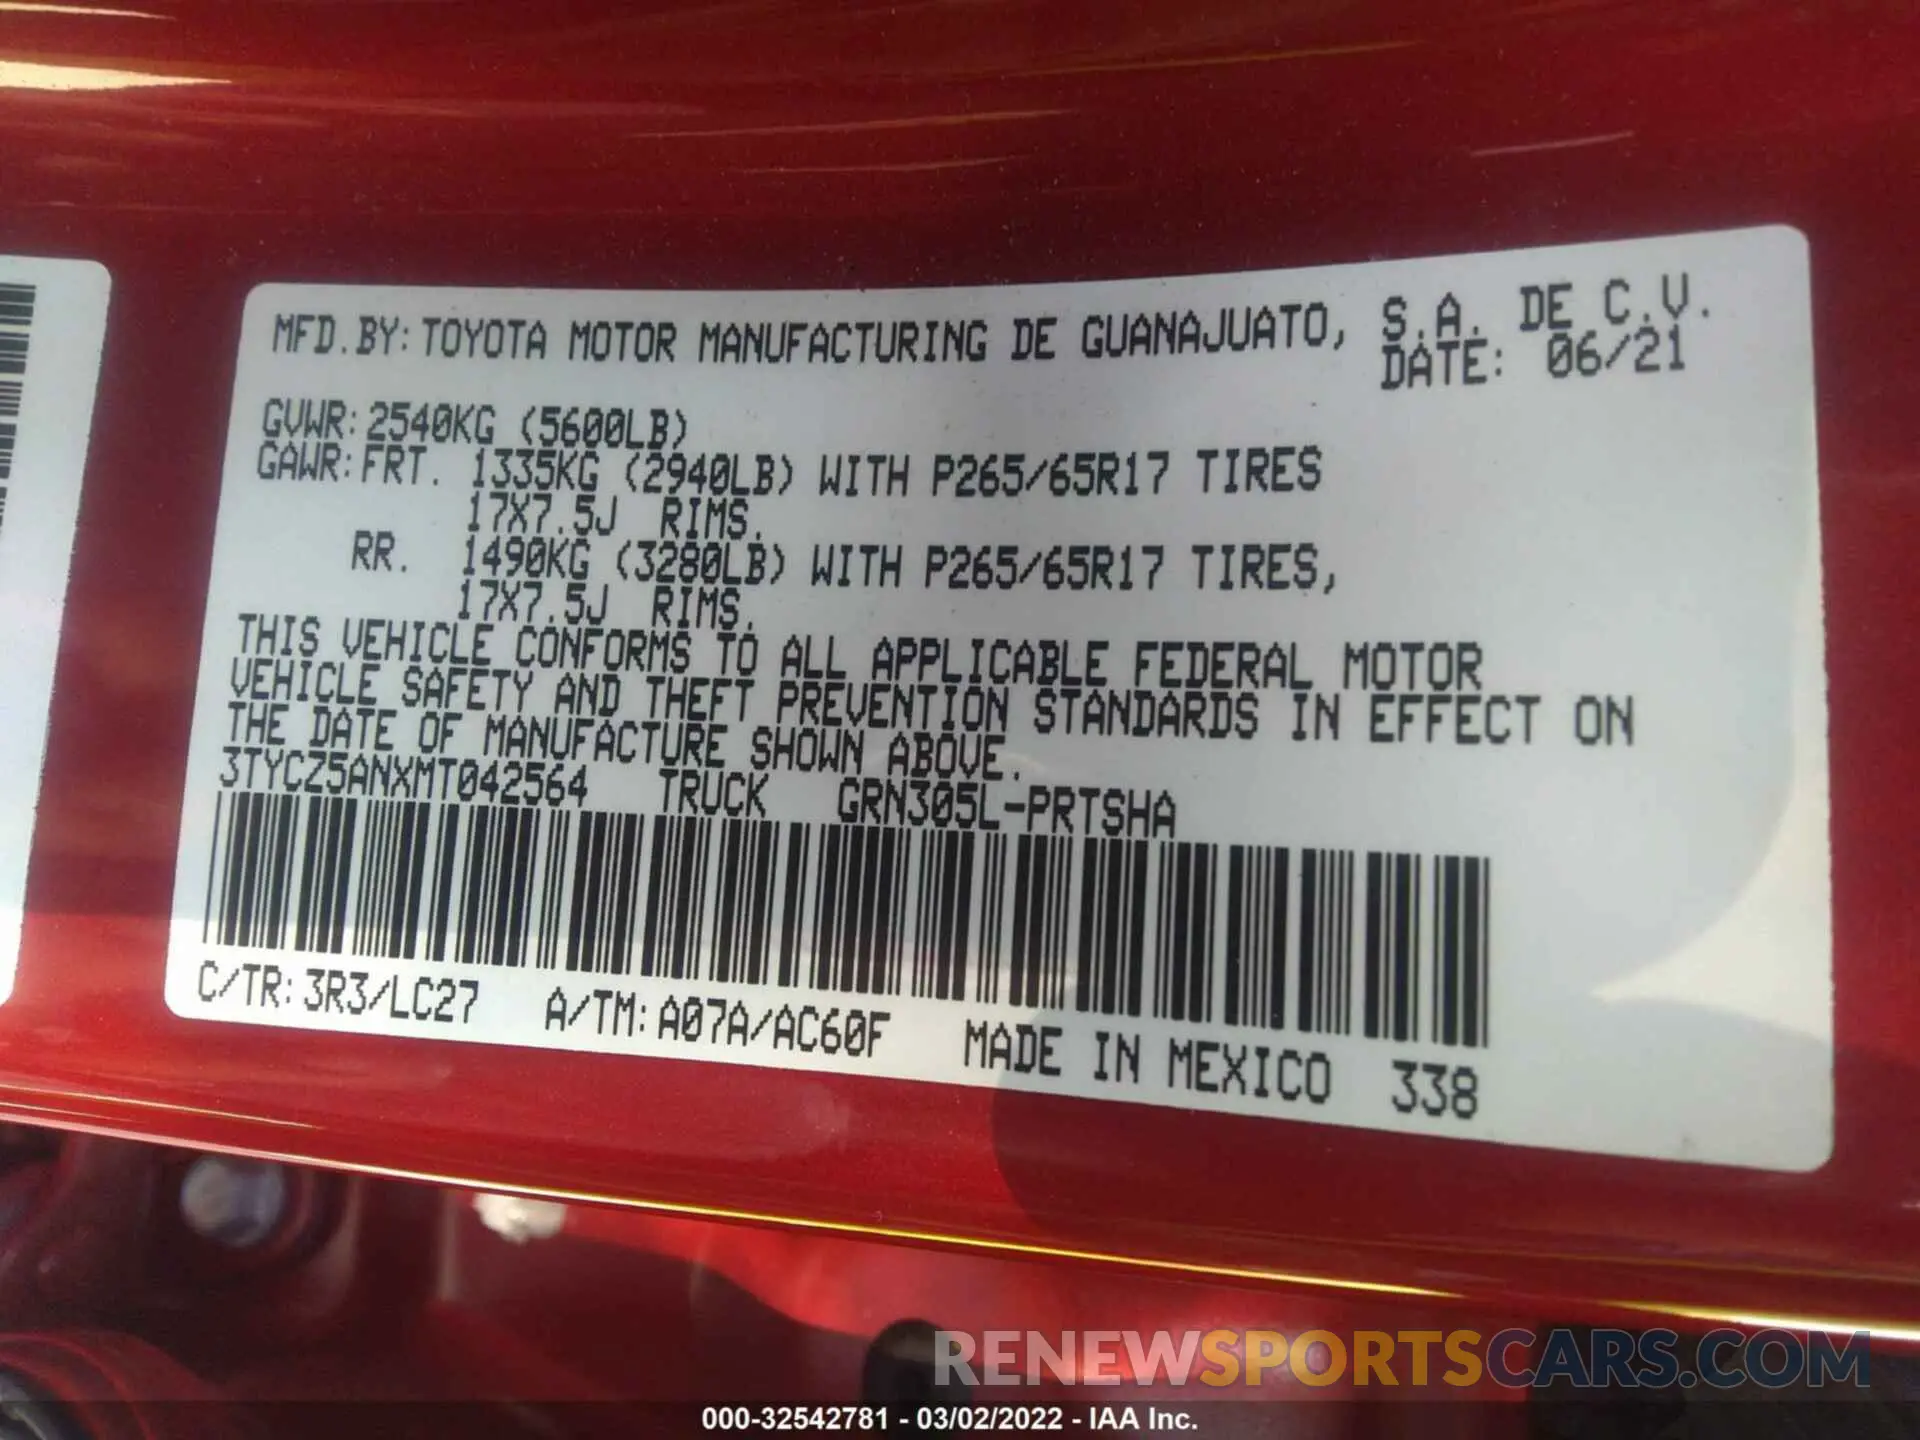 MFD.BY: TOYOTA MOTOR MANUFACTURING DE GUANAJUATO, S.A. DE C.V.
DATE: 06/21
GVWR: 2540KG (5600LB)
GAWR: FRT. 1335KG (2940LB) WITH P265/65R17 TIRES
17X7.5J RIMS.
RR. 1490KG (3280LB) WITH P265/65R17 TIRES,
17X7.5J RIMS.
THIS VEHICLE CONFORMS TO ALL APPLICABLE FEDERAL MOTOR
VEHICLE SAFETY AND THEFT PREVENTION STANDARDS IN EFFECT ON
THE DATE OF MANUFACTURE SHOWN ABOVE.
3TYCZ5ANXMT042564 TRUCK GRN305L-PRTSHA
C/TR: 3R3/LC27 A/TM: A07A/AC60F MADE IN MEXICO 338
RENEWSPORTSCARS.COM
000-32542781 - 03/02/2022 - IAA Inc.